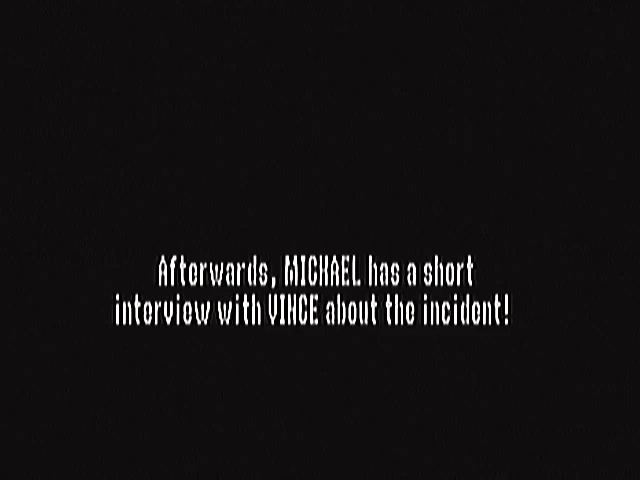 Afterwards, MICHAEL has a short
interview with VINCE about the incident!